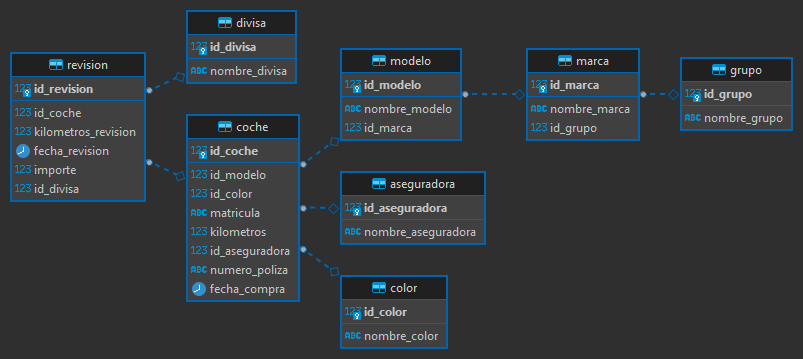 divisa
123 id_divisa
ABC nombre_divisa
revision
123 id_revision
123 id_coche
123 kilometros_revision
fecha_revision
123 importe
123 id_divisa
coche
123 id_coche
123 id_modelo
123 id_color
ABC matricula
123 kilometros
123 id_aseguradora
ABC numero_poliza
fecha_compra
modelo
123 id_modelo
ABC nombre_modelo
123 id_marca
marca
123 id_marca
ABC nombre_marca
123 id_grupo
grupo
123 id_grupo
ABC nombre_grupo
aseguradora
123 id_aseguradora
ABC nombre_aseguradora
color
123 id_color
ABC nombre_color